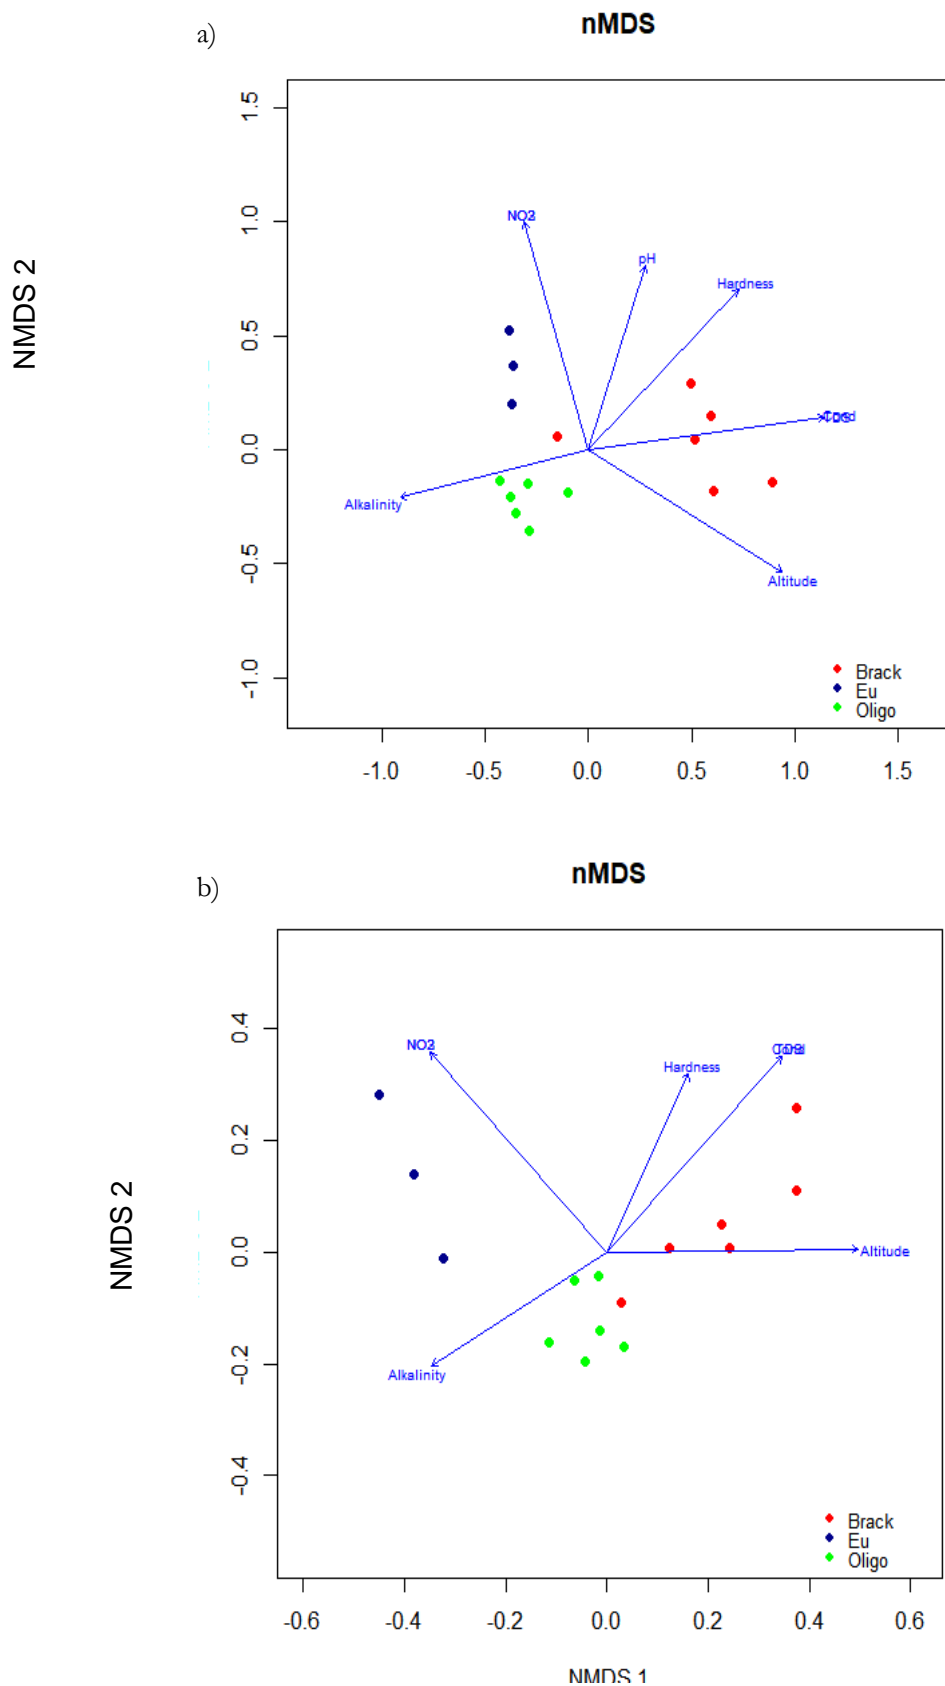 a)
nMDS
NMDS 2
1.5
1.0
0.5
0.0
-0.5
-1.0
pH
Hardness
Alkalinity
Altitude
Brack
Eu
Oligo
-1.0 -0.5 0.0 0.5 1.0 1.5
b)
nMDS
NMDS 2
0.4
0.2
0.0
-0.2
-0.4
Hardness
Altitude
Alkalinity
Brack
Eu
Oligo
-0.6 -0.4 -0.2 0.0 0.2 0.4 0.6
NMDS 1